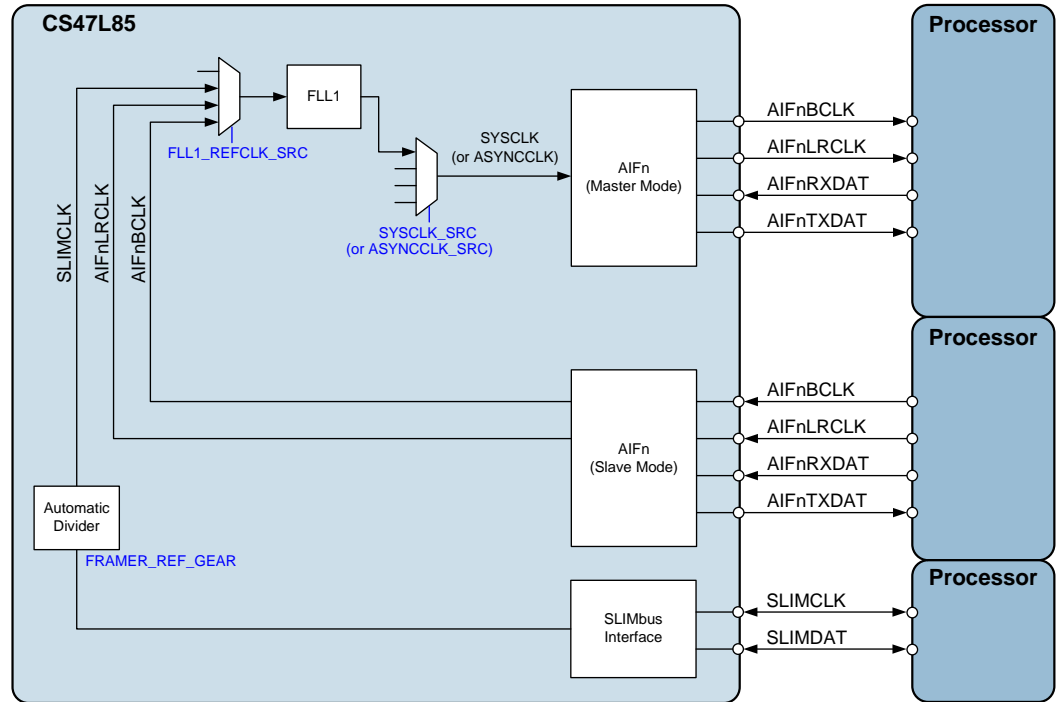 CS47L85
Processor
FLL1
FLL1_REFCLK_SRC
SYSCLK
(or ASYNCCLK)
SYSCLK_SRC
(or ASYNCCLK_SRC)
AIFn
(Master Mode)
AIFnBCLK
AIFnLRCLK
AIFnRXDAT
AIFnTXDAT
SLIMCLK
AIFnLRCLK
AIFnBCLK
Processor
AIFn
(Slave Mode)
AIFnBCLK
AIFnLRCLK
AIFnRXDAT
AIFnTXDAT
Automatic
Divider
FRAMER_REF_GEAR
Processor
SLIMbus
Interface
SLIMCLK
SLIMDAT